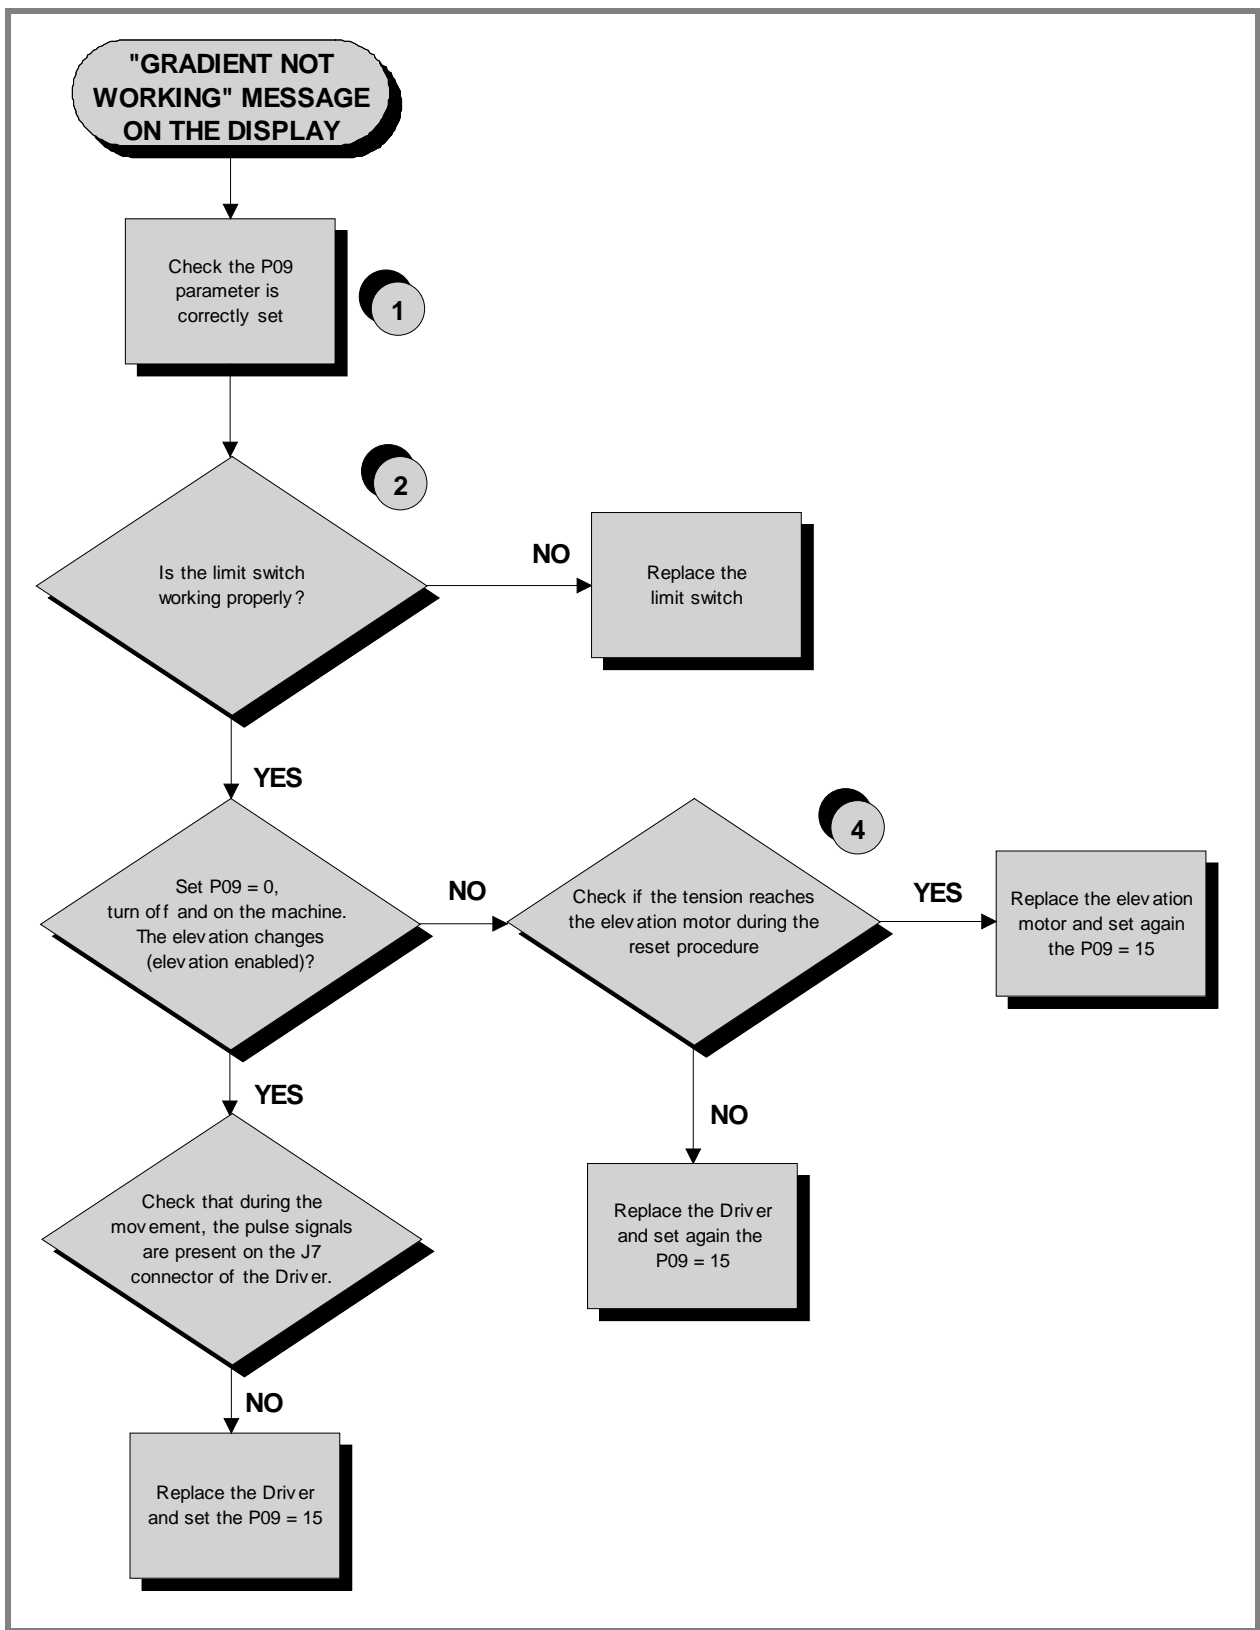 "GRADIENT NOT
WORKING" MESSAGE
ON THE DISPLAY
Check the P09
parameter is
correctly set
1
2
Is the limit switch
working properly?
NO
Replace the
limit switch
YES
Set P09 = 0,
turn off and on the machine.
The elevation changes
(elevation enabled)?
NO
4
Check if the tension reaches
the elevation motor during the
reset procedure
YES
Replace the elevation
motor and set again
the P09 = 15
YES
NO
Check that during the
movement, the pulse signals
are present on the J7
connector of the Driver.
Replace the Driver
and set again the
P09 = 15
NO
Replace the Driver
and set the P09 = 15